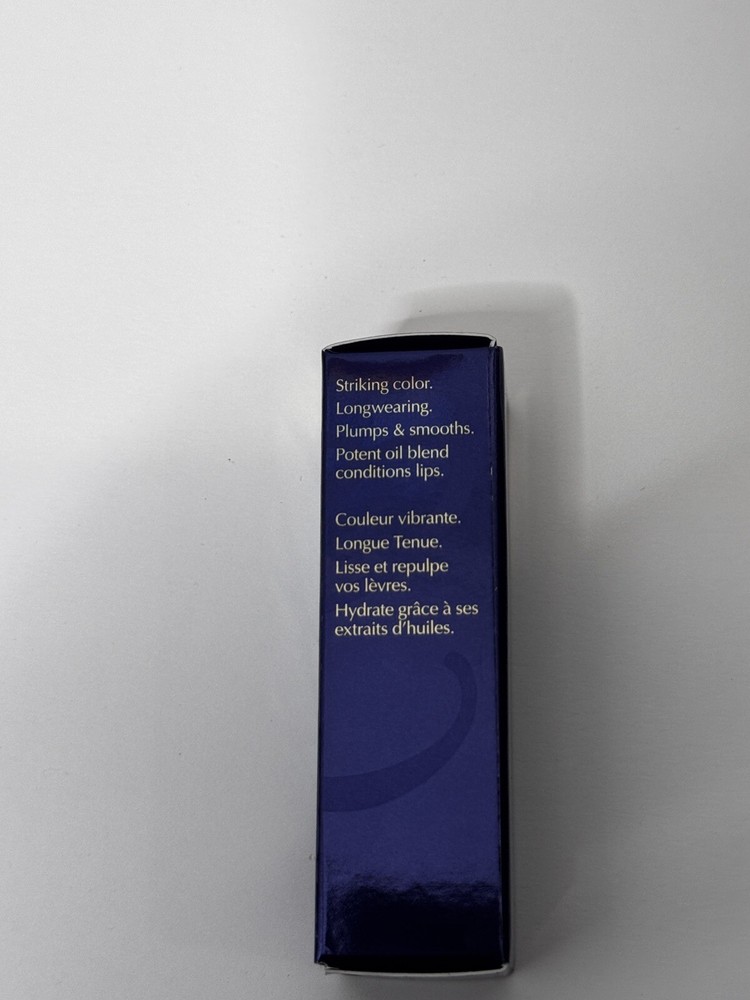 Striking color.
Longwearing.
Plumps & smooths.
Potent oil blend
conditions lips.
Couleur vibrante.
Longue Tenue.
Lisse et repulpe
vos lèvres.
Hydrate grâce à ses
extraits d'huiles.